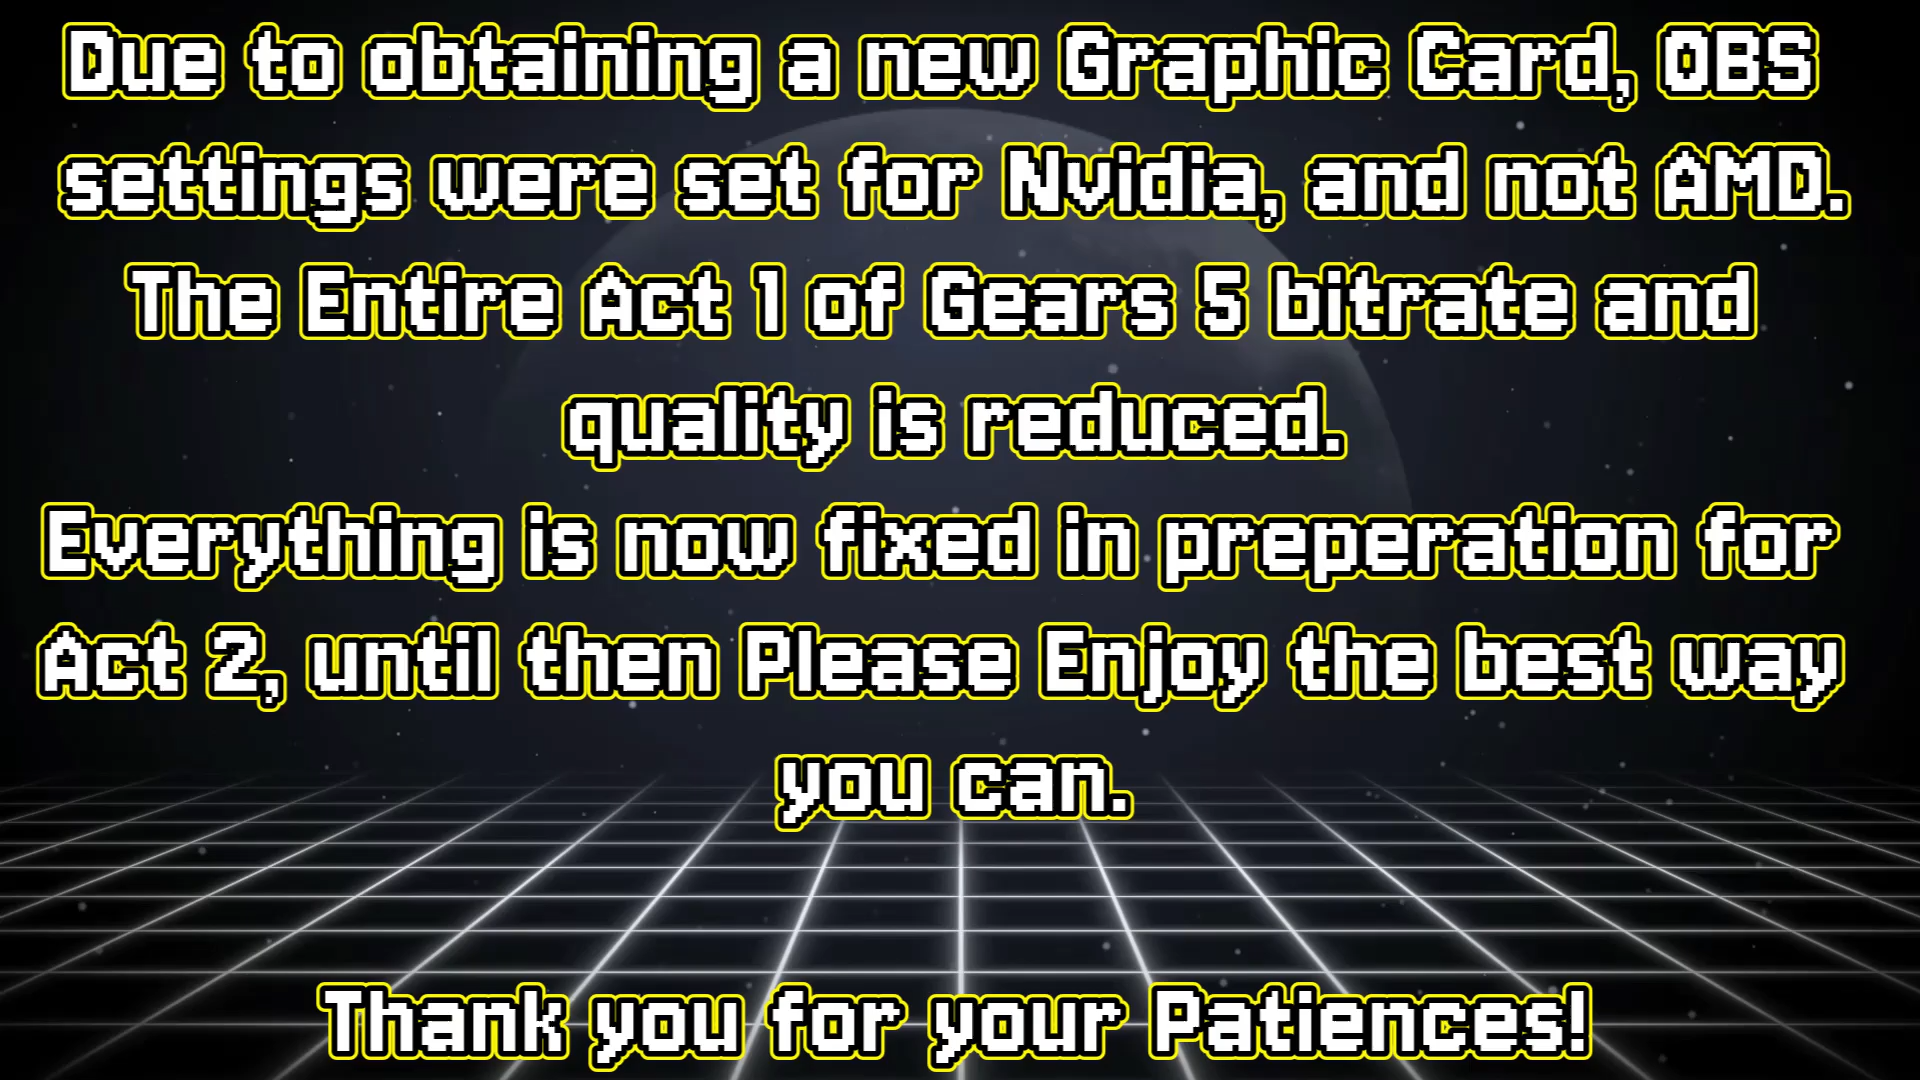 Due to obtaining a new Graphic Card, OBS
settings were set for Nvidia, and not AMD.
The Entire Act 1 of Gears 5 bitrate and
quality is reduced.
Everything is now fixed in preperation for
Act 2, until then Please Enjoy the best way
you can.
Thank you for your Patiences!